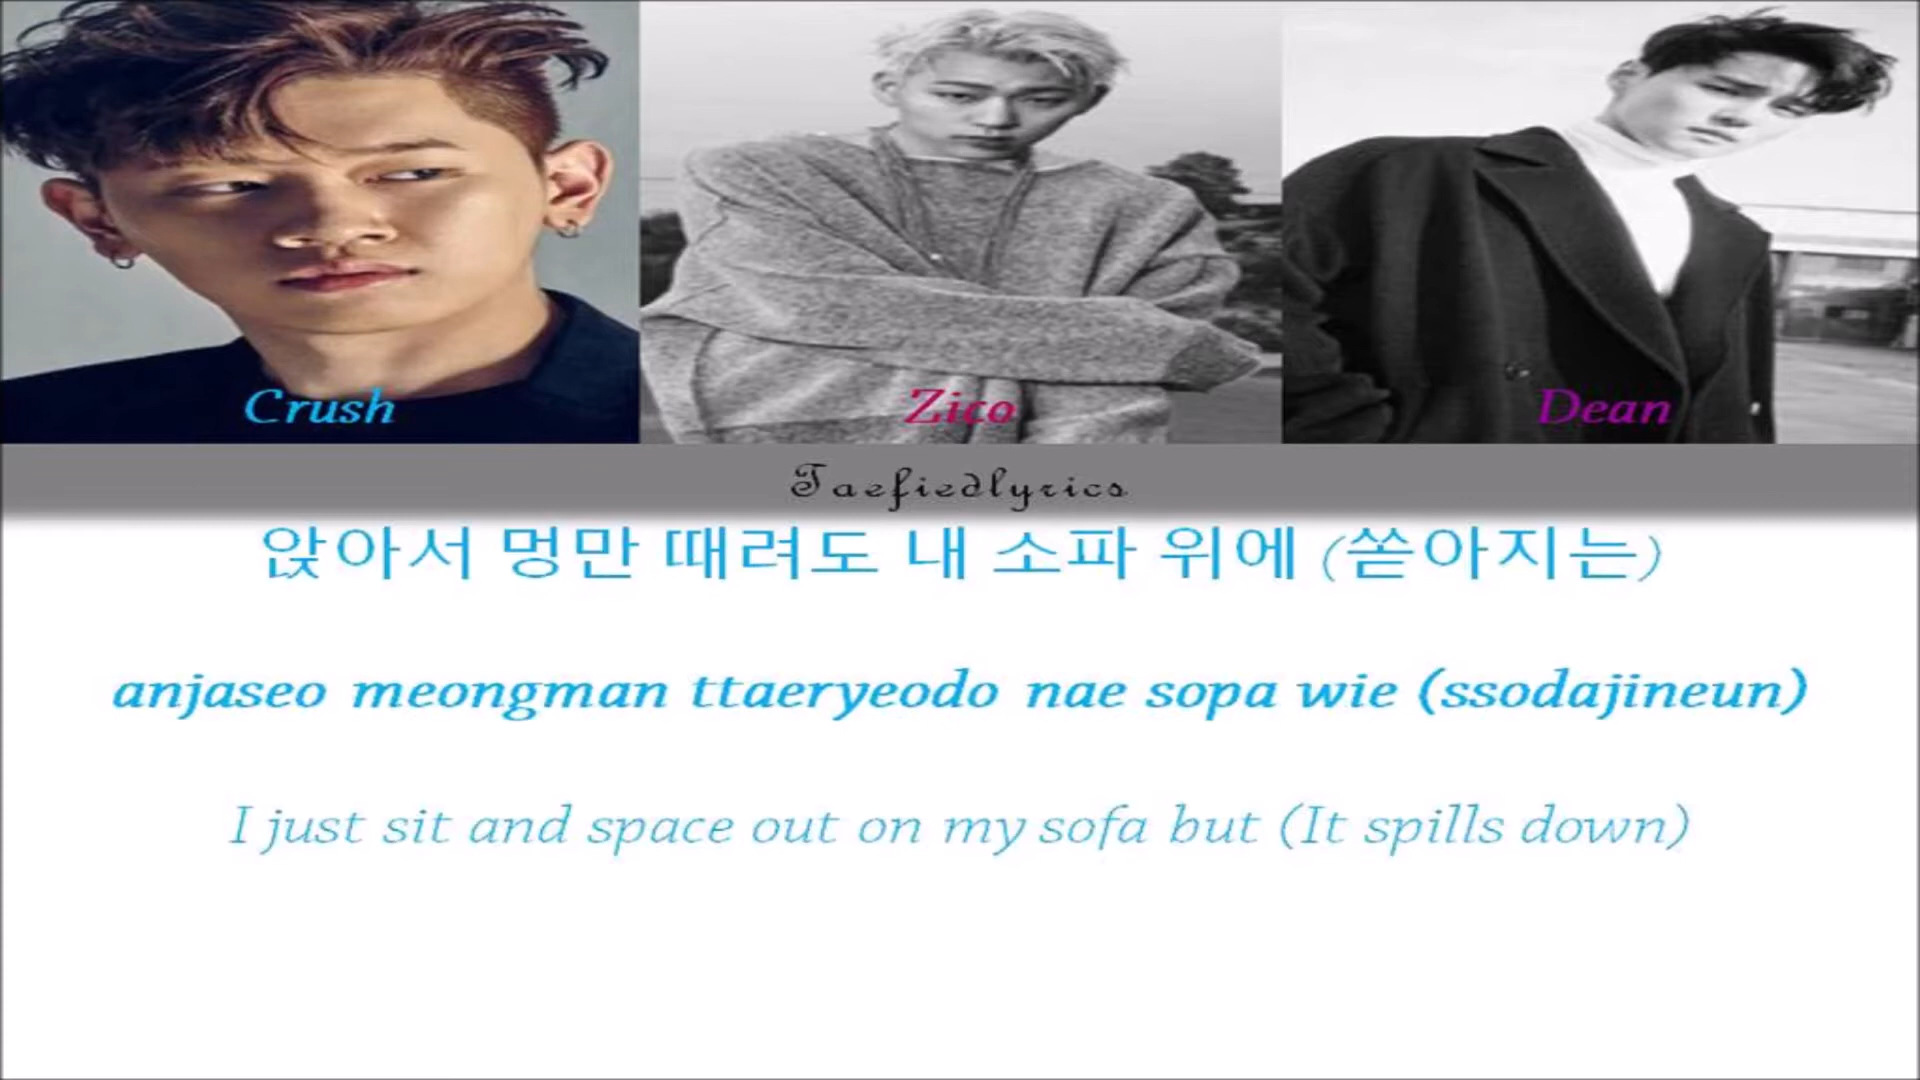 Crush
Zico
Dean
Taefiedlyrics
앉아서 멍만 때려도 내 소파 위에 (쏟아지는)
anjaseo meongman ttaeryeodo nae sopa wie (ssodajineun)
I just sit and space out on my sofa but (It spills down)